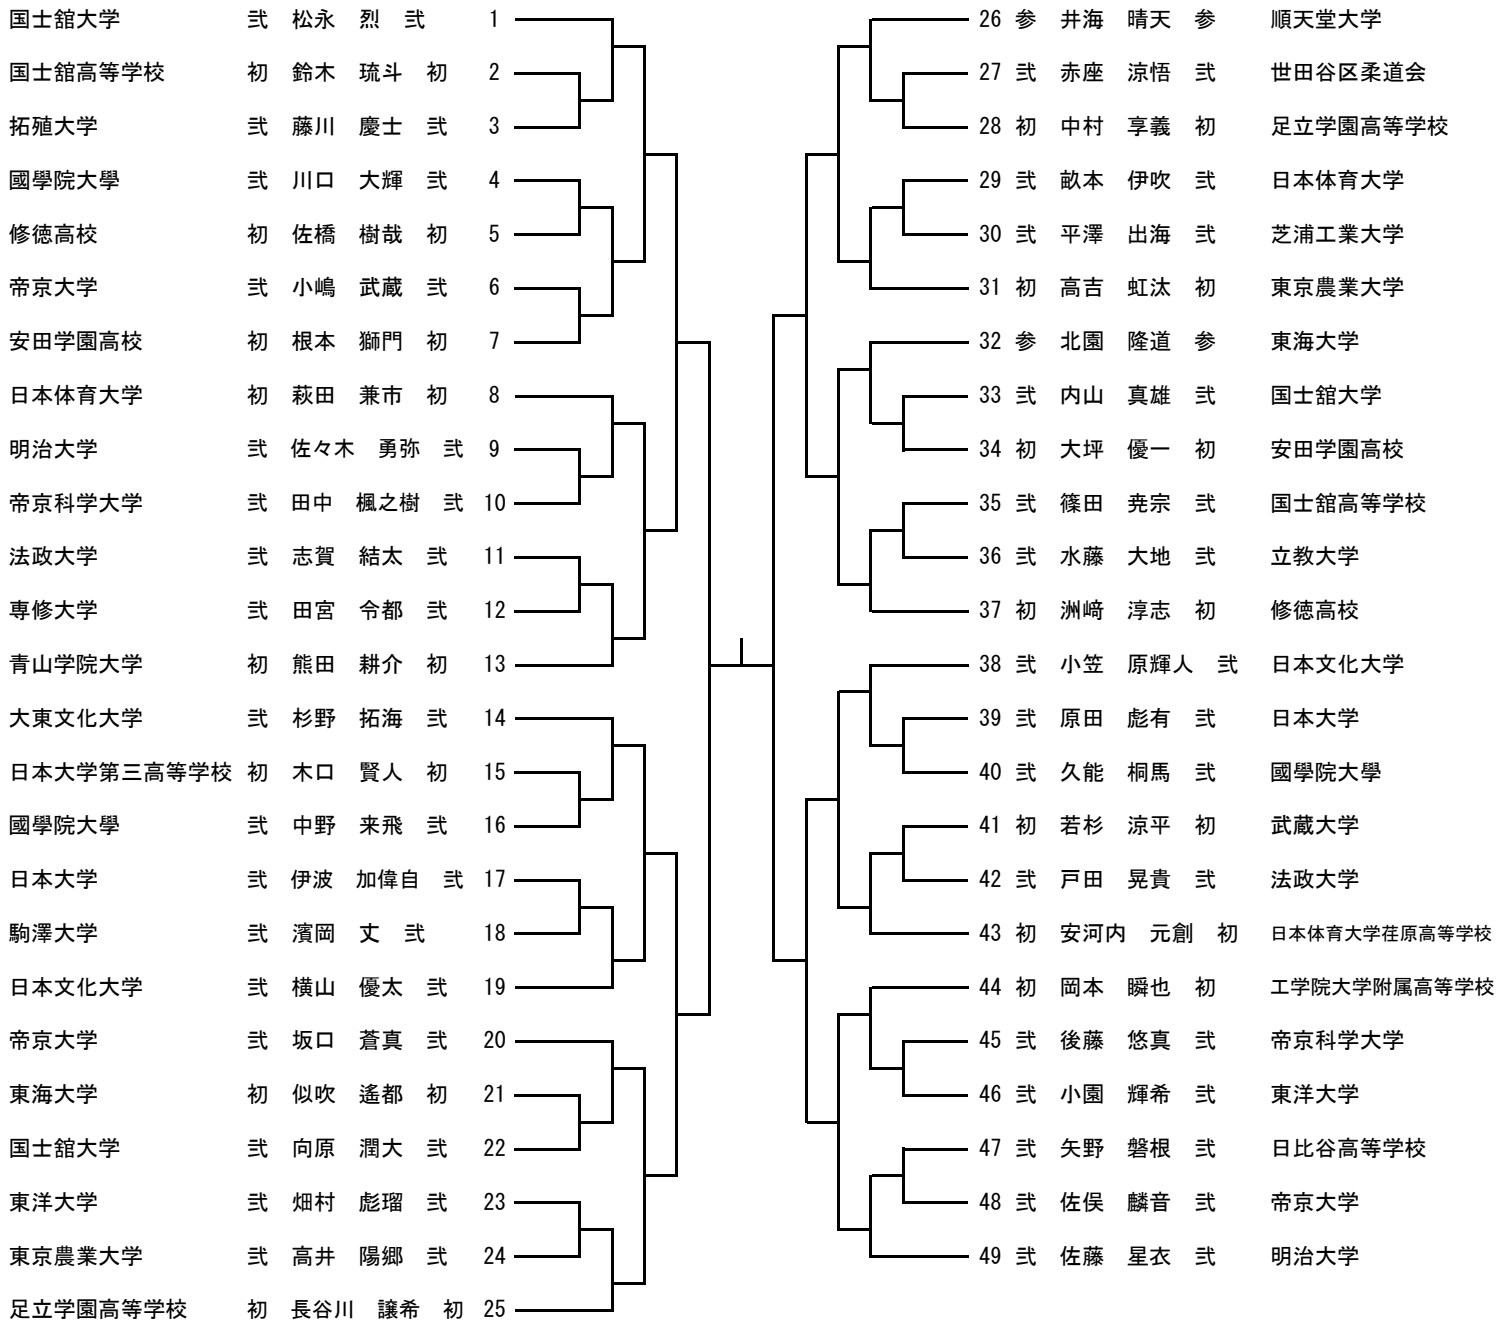 国士舘大学 弐 松永 烈 弐 1
国士舘高等学校 初 鈴木 琉斗 初 2
拓殖大学 弐 藤川 慶士 弐 3
國學院大學 弐 川口 大輝 弐 4
修徳高校 初 佐橋 樹哉 初 5
帝京大学 弐 小嶋 武蔵 弐 6
安田学園高校 初 根本 獅門 初 7
日本体育大学 初 萩田 兼市 初 8
明治大学 弐 佐々木 勇弥 弐 9
帝京科学大学 弐 田中 楓之樹 弐 10
法政大学 弐 志賀 結太 弐 11
専修大学 弐 田宮 令都 弐 12
青山学院大学 初 熊田 耕介 初 13
大東文化大学 弐 杉野 拓海 弐 14
日本大学第三高等学校 初 木口 賢人 初 15
國學院大學 弐 中野 来飛 弐 16
日本大学 弐 伊波 加偉自 弐 17
駒澤大学 弐 濱岡 丈 弐 18
日本文化大学 弐 横山 優太 弐 19
帝京大学 弐 坂口 蒼真 弐 20
東海大学 初 似吹 遙都 初 21
国士舘大学 弐 向原 潤大 弐 22
東洋大学 弐 畑村 彪瑠 弐 23
東京農業大学 弐 高井 陽郷 弐 24
足立学園高等学校 初 長谷川 譲希 初 25
26 参 井海 晴天 参 順天堂大学
27 弐 赤座 涼悟 弐 世田谷区柔道会
28 初 中村 享義 初 足立学園高等学校
29 弐 畝本 伊吹 弐 日本体育大学
30 弐 平澤 出海 弐 芝浦工業大学
31 初 高吉 虹汰 初 東京農業大学
32 参 北園 隆道 参 東海大学
33 弐 内山 真雄 弐 国士舘大学
34 初 大坪 優一 初 安田学園高校
35 弐 篠田 尭宗 弐 国士舘高等学校
36 弐 水藤 大地 弐 立教大学
37 初 洲﨑 淳志 初 修徳高校
38 弐 小笠 原輝人 弐 日本文化大学
39 弐 原田 彪有 弐 日本大学
40 弐 久能 桐馬 弐 國學院大學
41 初 若杉 涼平 初 武蔵大学
42 弐 戸田 晃貴 弐 法政大学
43 初 安河内 元創 初 日本体育大学荏原高等学校
44 初 岡本 瞬也 初 工学院大学附属高等学校
45 弐 後藤 悠真 弐 帝京科学大学
46 弐 小園 輝希 弐 東洋大学
47 弐 矢野 磐根 弐 日比谷高等学校
48 弐 佐俣 麟音 弐 帝京大学
49 弐 佐藤 星衣 弐 明治大学